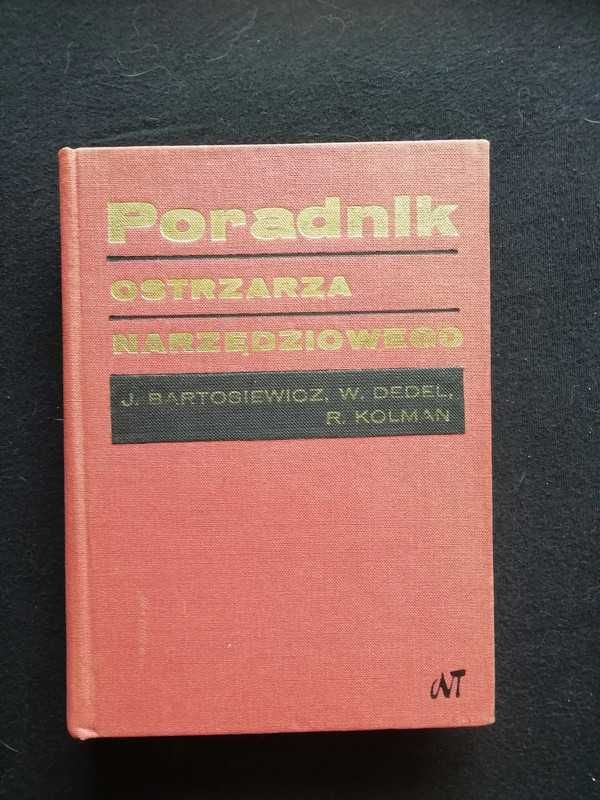 Poradnik
OSTRZARZA
NARZĘDZIOWEGO
J. BARTOSIEWICZ, W. DEDEL,
R. KOLMAN
WNT